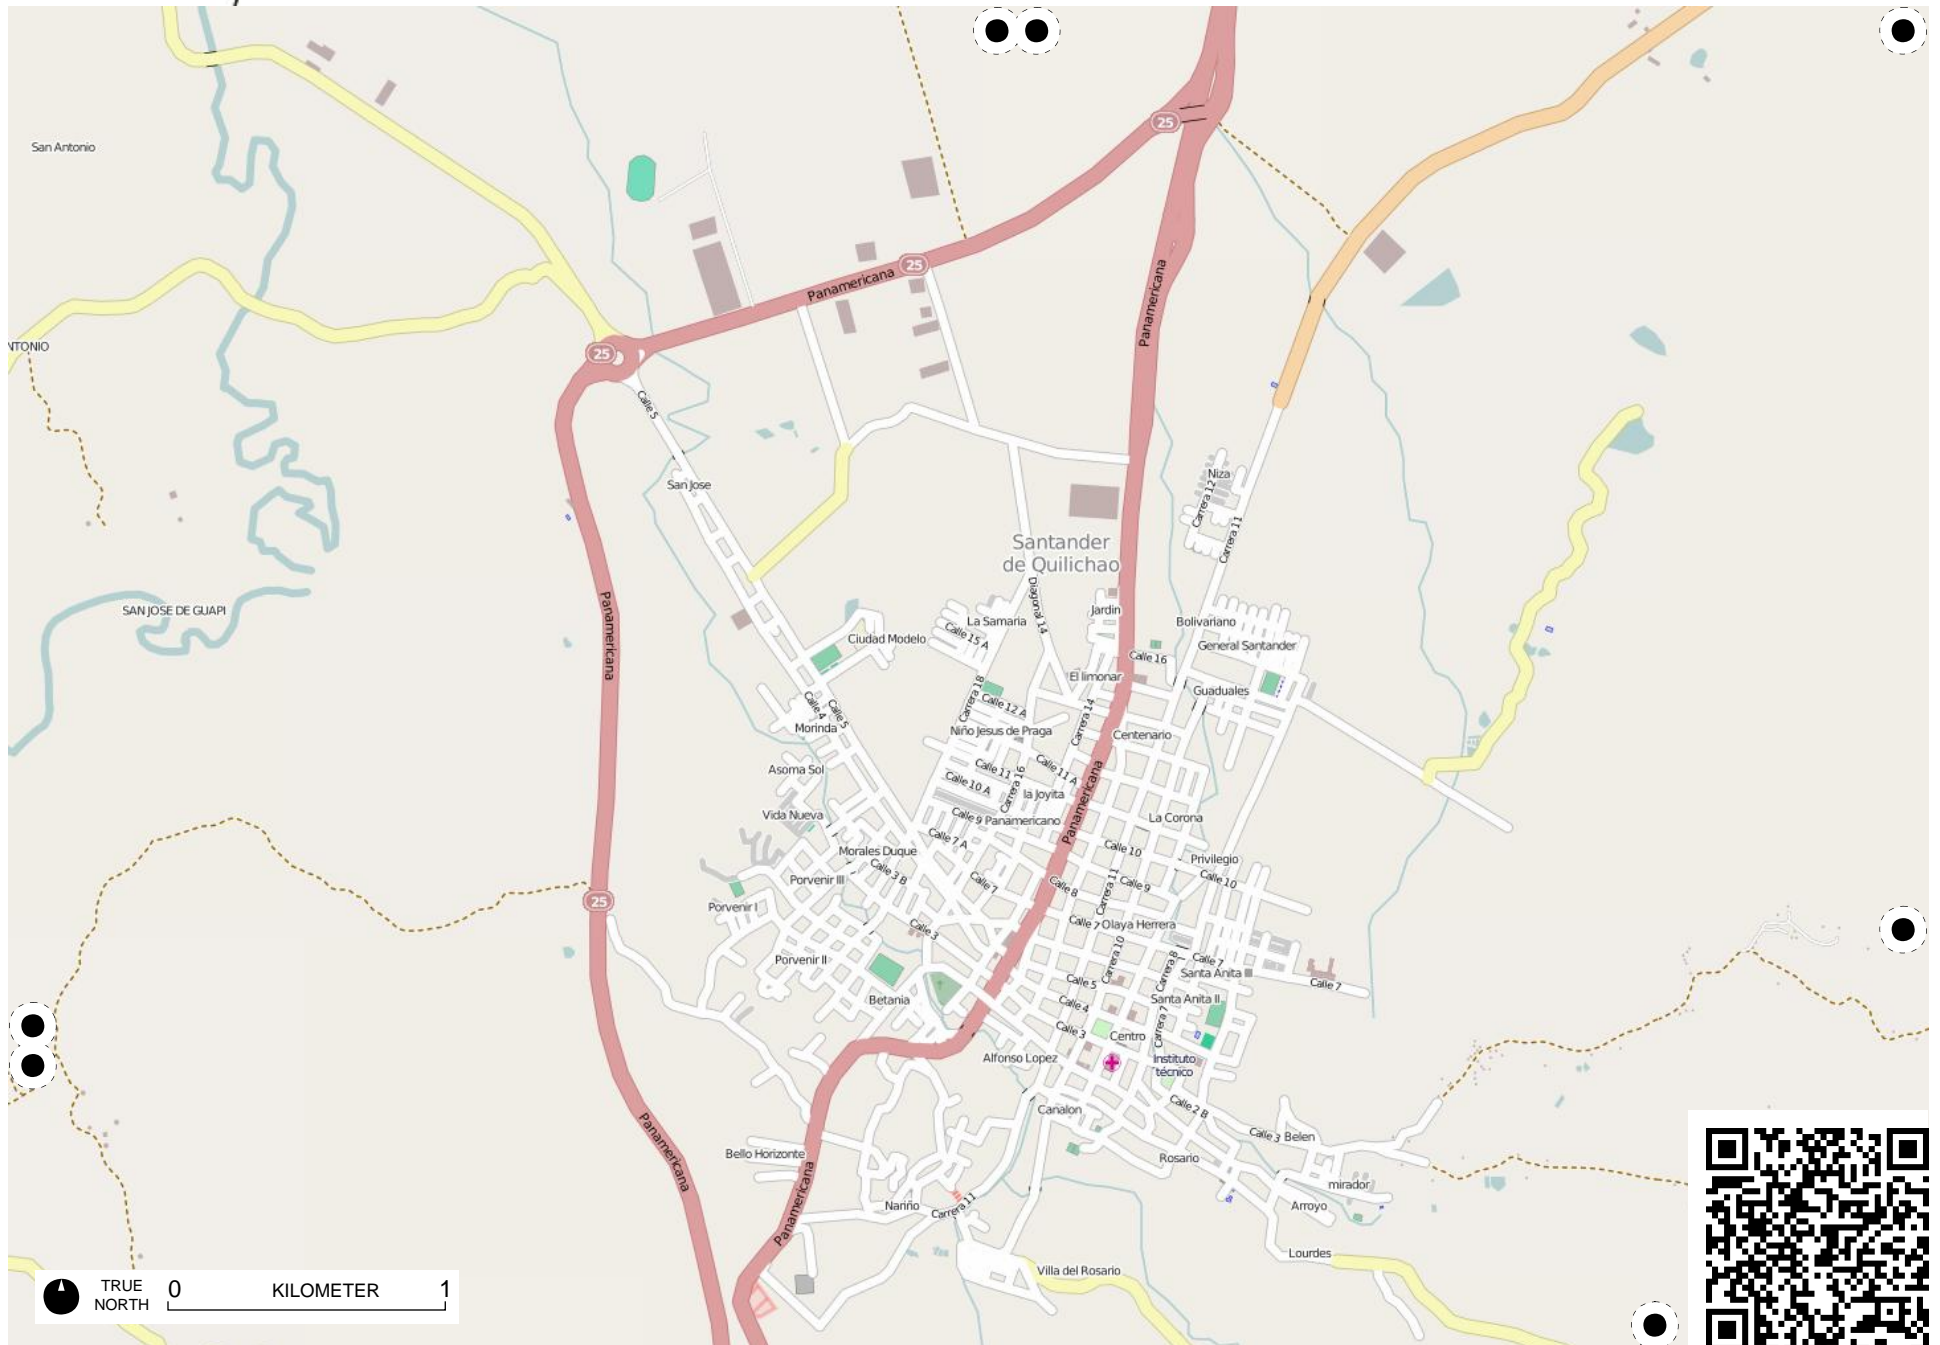 25
San Antonio
25
Panamericana
Panamericana
NTONIO
25
Calle 5
Niza
San Jose
Carrera 12
Carrera 11
Santander
de Quilichao
Panamericana
Diagonal 14
SAN JOSE DE GUAPI
Jardin
La Samaria
Bolivariano
Calle 15 A
Ciudad Modelo
General Santander
Calle 16
El limonar
Guaduales
Carrera 18
Calle 12 A
Calle 4
Calle 5
Morinda
Niño Jesus de Praga
Carrera 14
Centenario
Asoma Sol
Calle 11
Calle 11 A
Calle 10 A
Carrera 16
la Joyita
Panamericana
Vida Nueva
Calle 9
Panamericano
La Corona
Calle 7 A
Morales Duque
Calle 10
Privilegio
Calle 3 B
Porvenir III
Calle 7
Calle 8
Calle 9
Calle 10
Carrera 11
25
Porvenir I
Calle 3
Calle 7
Olaya Herrera
Porvenir II
Carrera 10
Carrera 8
Calle 7
Santa Anita
Calle 5
Calle 7
Betania
Calle 4
Santa Anita II
Calle 3
Centro
Carrera 7
Alfonso Lopez
Instituto
técnico
Canalon
Calle 2 B
Panamericana
Calle 3
Belen
Bello Horizonte
Rosario
mirador
Panamericana
Nariño
Carrera 11
Arroyo
Lourdes
Villa del Rosario
TRUE
NORTH
0 KILOMETER 1